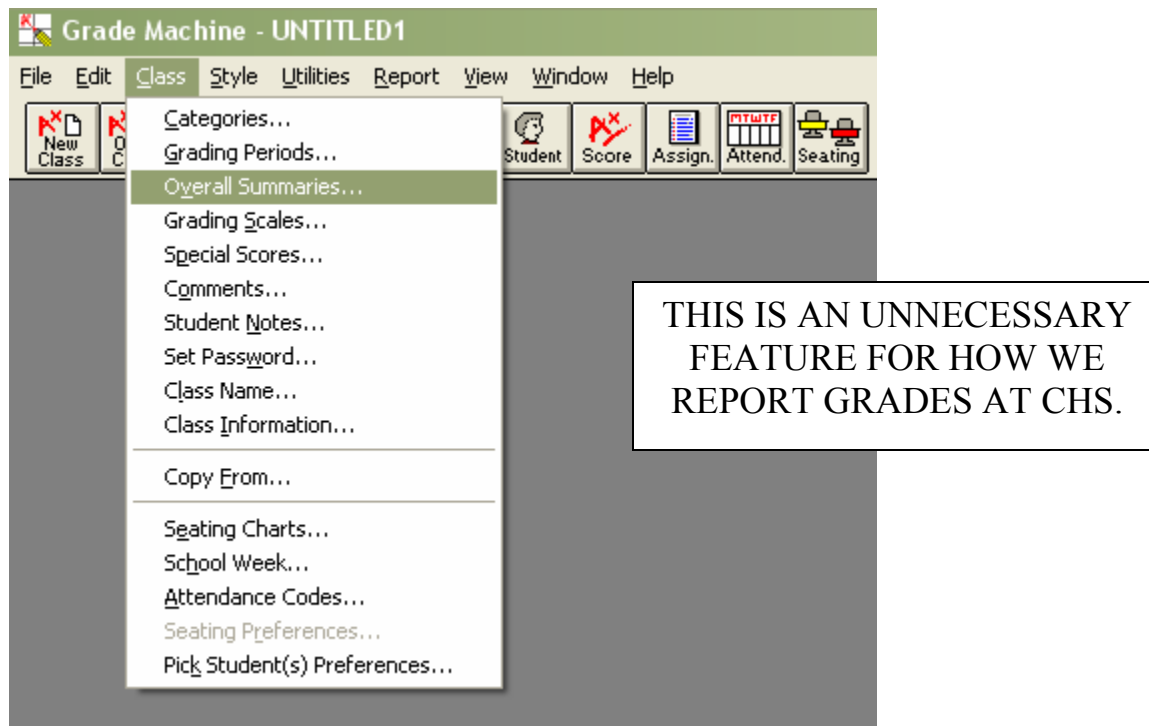 Grade Machine - UNTITLED1
File Edit Class Style Utilities Report View Window Help
New Class
Student
Score
Assign.
MTWTF
Attend.
Seating
Categories...
Grading Periods...
Overall Summaries...
Grading Scales...
Special Scores...
Comments...
Student Notes...
Set Password...
Class Name...
Class Information...
Copy From...
Seating Charts...
School Week...
Attendance Codes...
Seating Preferences...
Pick Student(s) Preferences...
THIS IS AN UNNECESSARY
FEATURE FOR HOW WE
REPORT GRADES AT CHS.